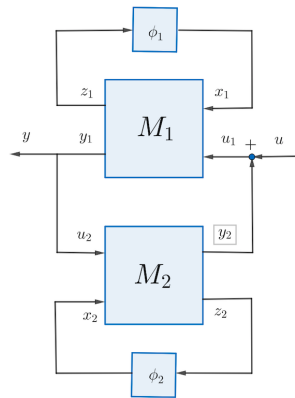 ϕ₁
z₁ x₁
M₁
y y₁ u₁ + u
u₂ y₂
M₂
x₂ z₂
ϕ₂